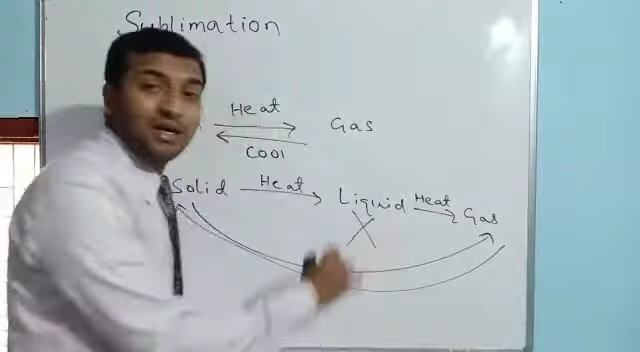 Sublimation
Heat
Gas
Cool
Solid Heat Liquid Heat Gas